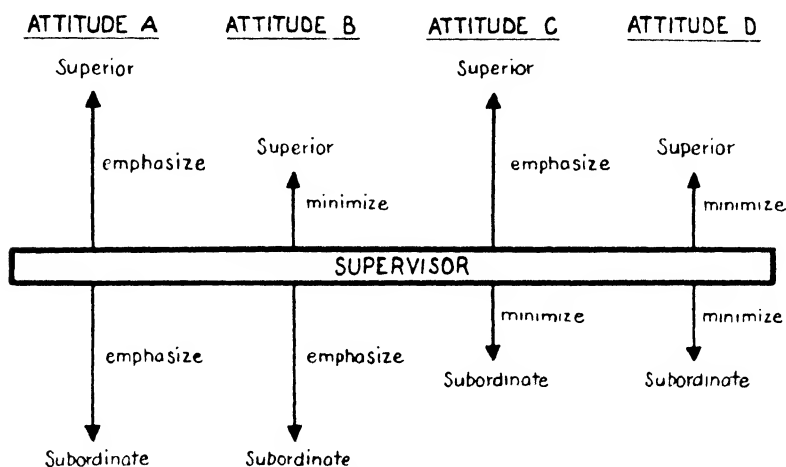 ATTITUDE A ATTITUDE B ATTITUDE C ATTITUDE D
Superior Superior
Superior Superior
emphasize emphasize
minimize minimize
SUPERVISOR
minimize minimize
emphasize emphasize
Subordinate Subordinate
Subordinate Subordinate